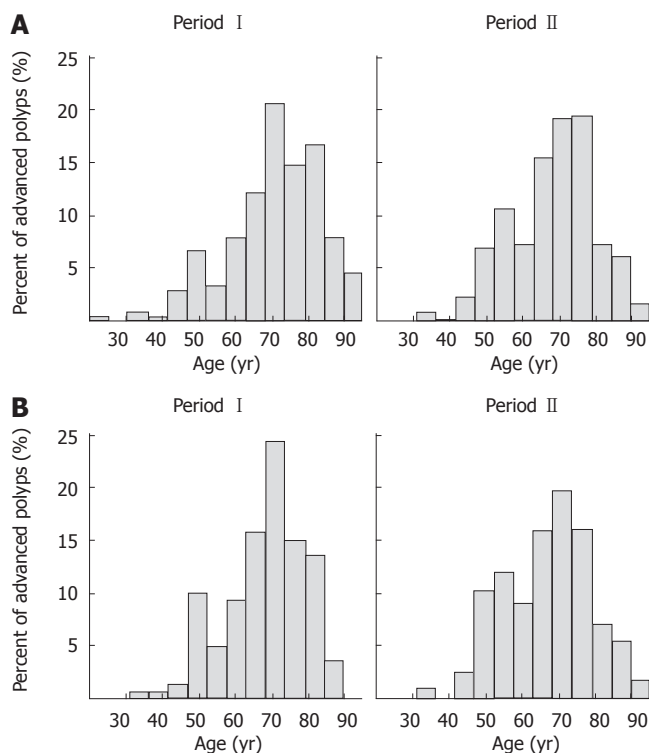 A
Period Ⅰ
Period Ⅱ
Percent of advanced polyps (%)
25
20
15
10
5
30 40 50 60 70 80 90
30 40 50 60 70 80 90
Age (yr)
Age (yr)
B
Period Ⅰ
Period Ⅱ
Percent of advanced polyps (%)
25
20
15
10
5
30 40 50 60 70 80 90
30 40 50 60 70 80 90
Age (yr)
Age (yr)